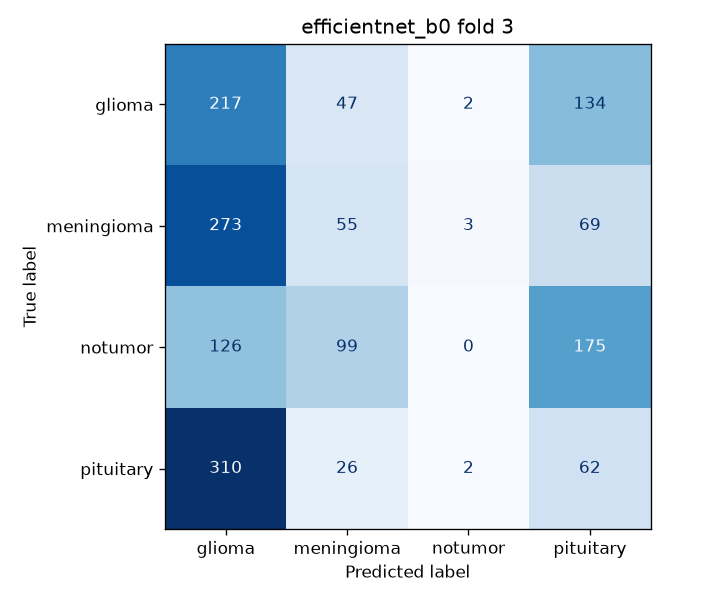 efficientnet_b0 fold 3
True label
glioma 217 47 2 134
meningioma 273 55 3 69
notumor 126 99 0 175
pituitary 310 26 2 62
glioma meningioma notumor pituitary
Predicted label